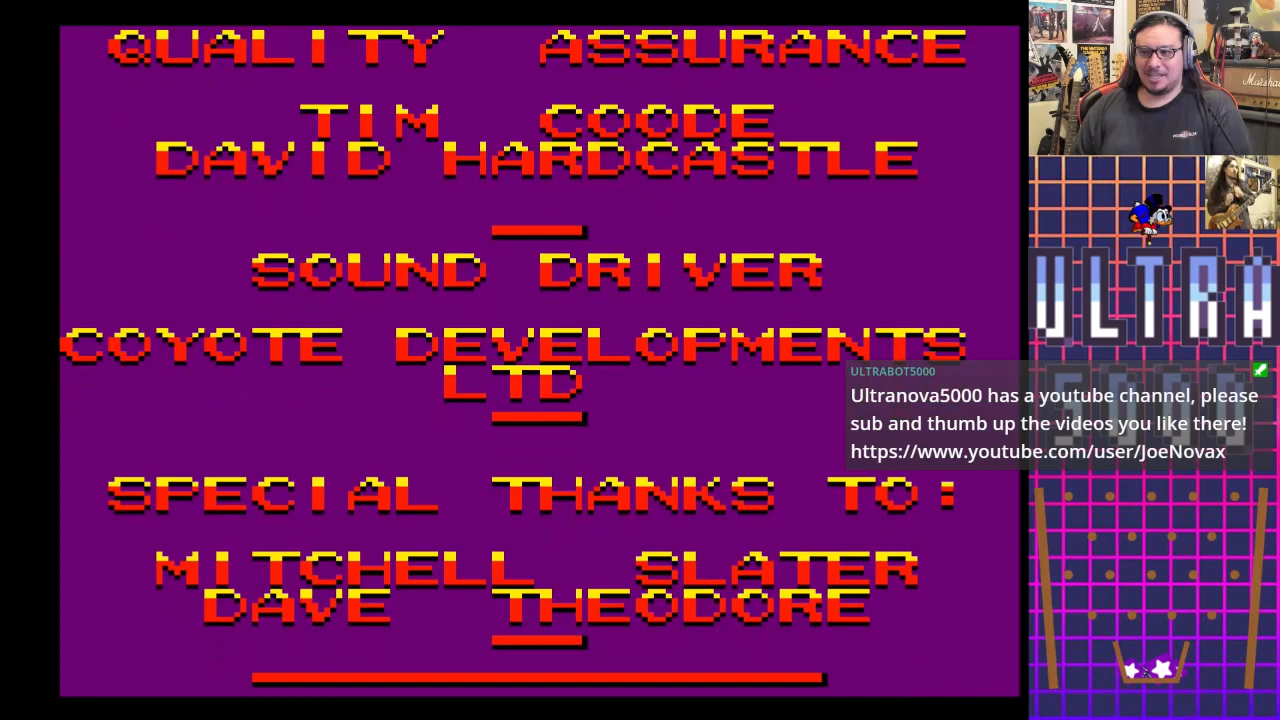 QUALITY ASSURANCE
TIM COODE
DAVID HARDCASTLE
SOUND DRIVER
COYOTE DEVELOPMENTS
LTD
SPECIAL THANKS TO:
MITCHELL SLATER
DAVE THEODORE
Marshall
ULTRA
5000
ULTRABOT5000
Ultranova5000 has a youtube channel, please
sub and thumb up the videos you like there!
https://www.youtube.com/user/JoeNovax